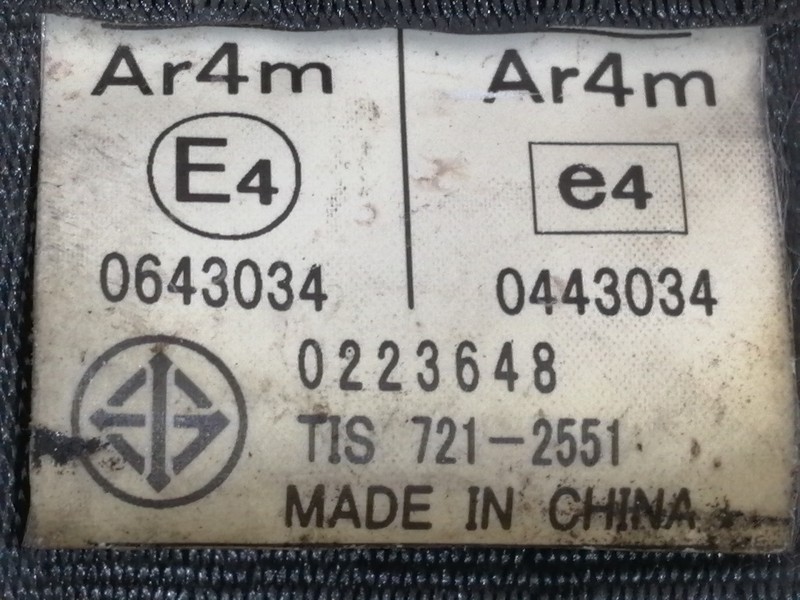 Ar4m Ar4m
E4 e4
0643034 0443034
0223648
TIS 721-2551
MADE IN CHINA